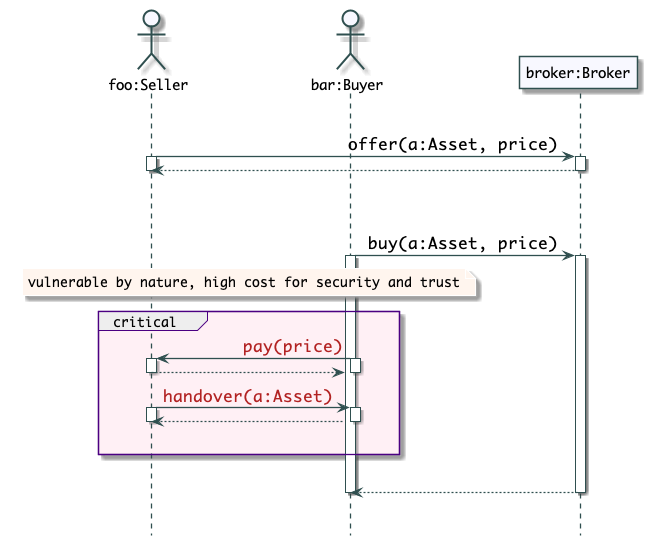 foo:Seller
bar:Buyer
broker:Broker
offer(a:Asset, price)
buy(a:Asset, price)
vulnerable by nature, high cost for security and trust
critical
pay(price)
handover(a:Asset)